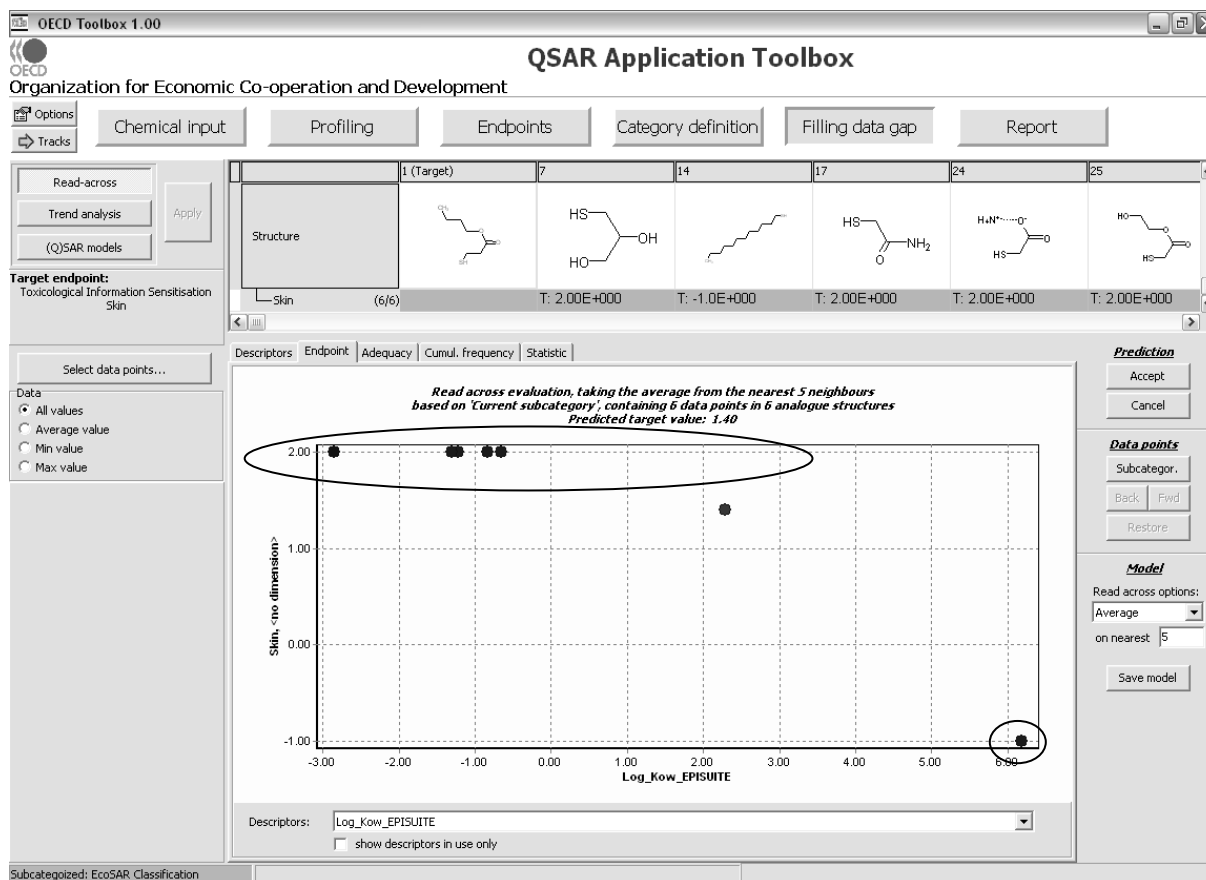 OECD Toolbox 1.00
OECD
QSAR Application Toolbox
Organization for Economic Co-operation and Development
Options
Tracks
Chemical input
Profiling
Endpoints
Category definition
Filling data gap
Report
Read-across
Trend analysis
(Q)SAR models
Apply
Target endpoint:
Toxicological Information Sensitisation
Skin
1 (Target) 7 14 17 24 25
Structure
HS OH HO
HS NH₂ O
H₄N⁺ O⁻ O HS
HO O O HS
Skin (6/6) T: 2.00E+000 T: -1.0E+000 T: 2.00E+000 T: 2.00E+000 T: 2.00E+000
Select data points...
Data
All values
Average value
Min value
Max value
Descriptors Endpoint Adequacy Cumul. frequency Statistic
Read across evaluation, taking the average from the nearest 5 neighbours
based on 'Current subcategory', containing 6 data points in 6 analogue structures
Predicted target value: 1.40
2.00
1.00
0.00
-1.00
Skin, <no dimension>
-3.00 -2.00 -1.00 0.00 1.00 2.00 3.00 4.00 5.00 6.00
Log_Kow_EPISUITE
Descriptors: Log_Kow_EPISUITE
show descriptors in use only
Prediction
Accept
Cancel
Data points
Subcategor.
Back Fwd
Restore
Model
Read across options:
Average
on nearest 5
Save model
Subcategoized: EcoSAR Classification